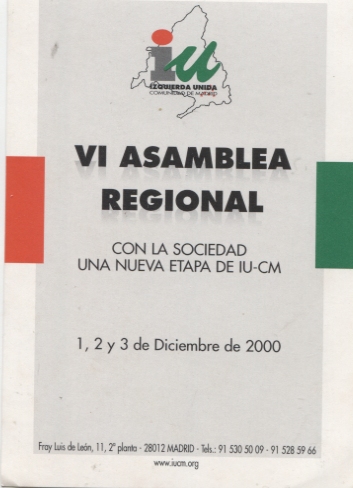 iu
IZQUIERDA UNIDA
COMUNIDAD DE MADRID
VI ASAMBLEA
REGIONAL
CON LA SOCIEDAD
UNA NUEVA ETAPA DE IU-CM
1, 2 y 3 de Diciembre de 2000
Fray Luis de León, 11, 2º planta - 28012 MADRID - Tels.: 91 530 50 09 - 91 528 59 66
www.iucm.org